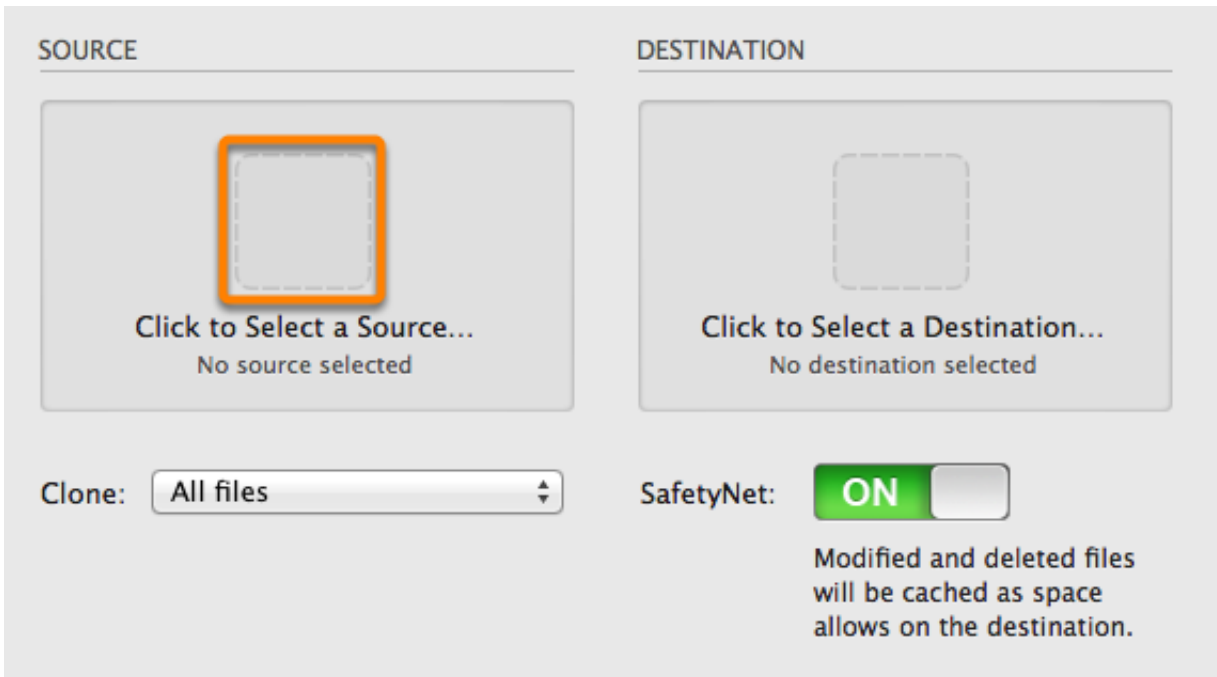 SOURCE
DESTINATION
Click to Select a Source...
No source selected
Click to Select a Destination...
No destination selected
Clone:
All files
SafetyNet:
ON
Modified and deleted files
will be cached as space
allows on the destination.